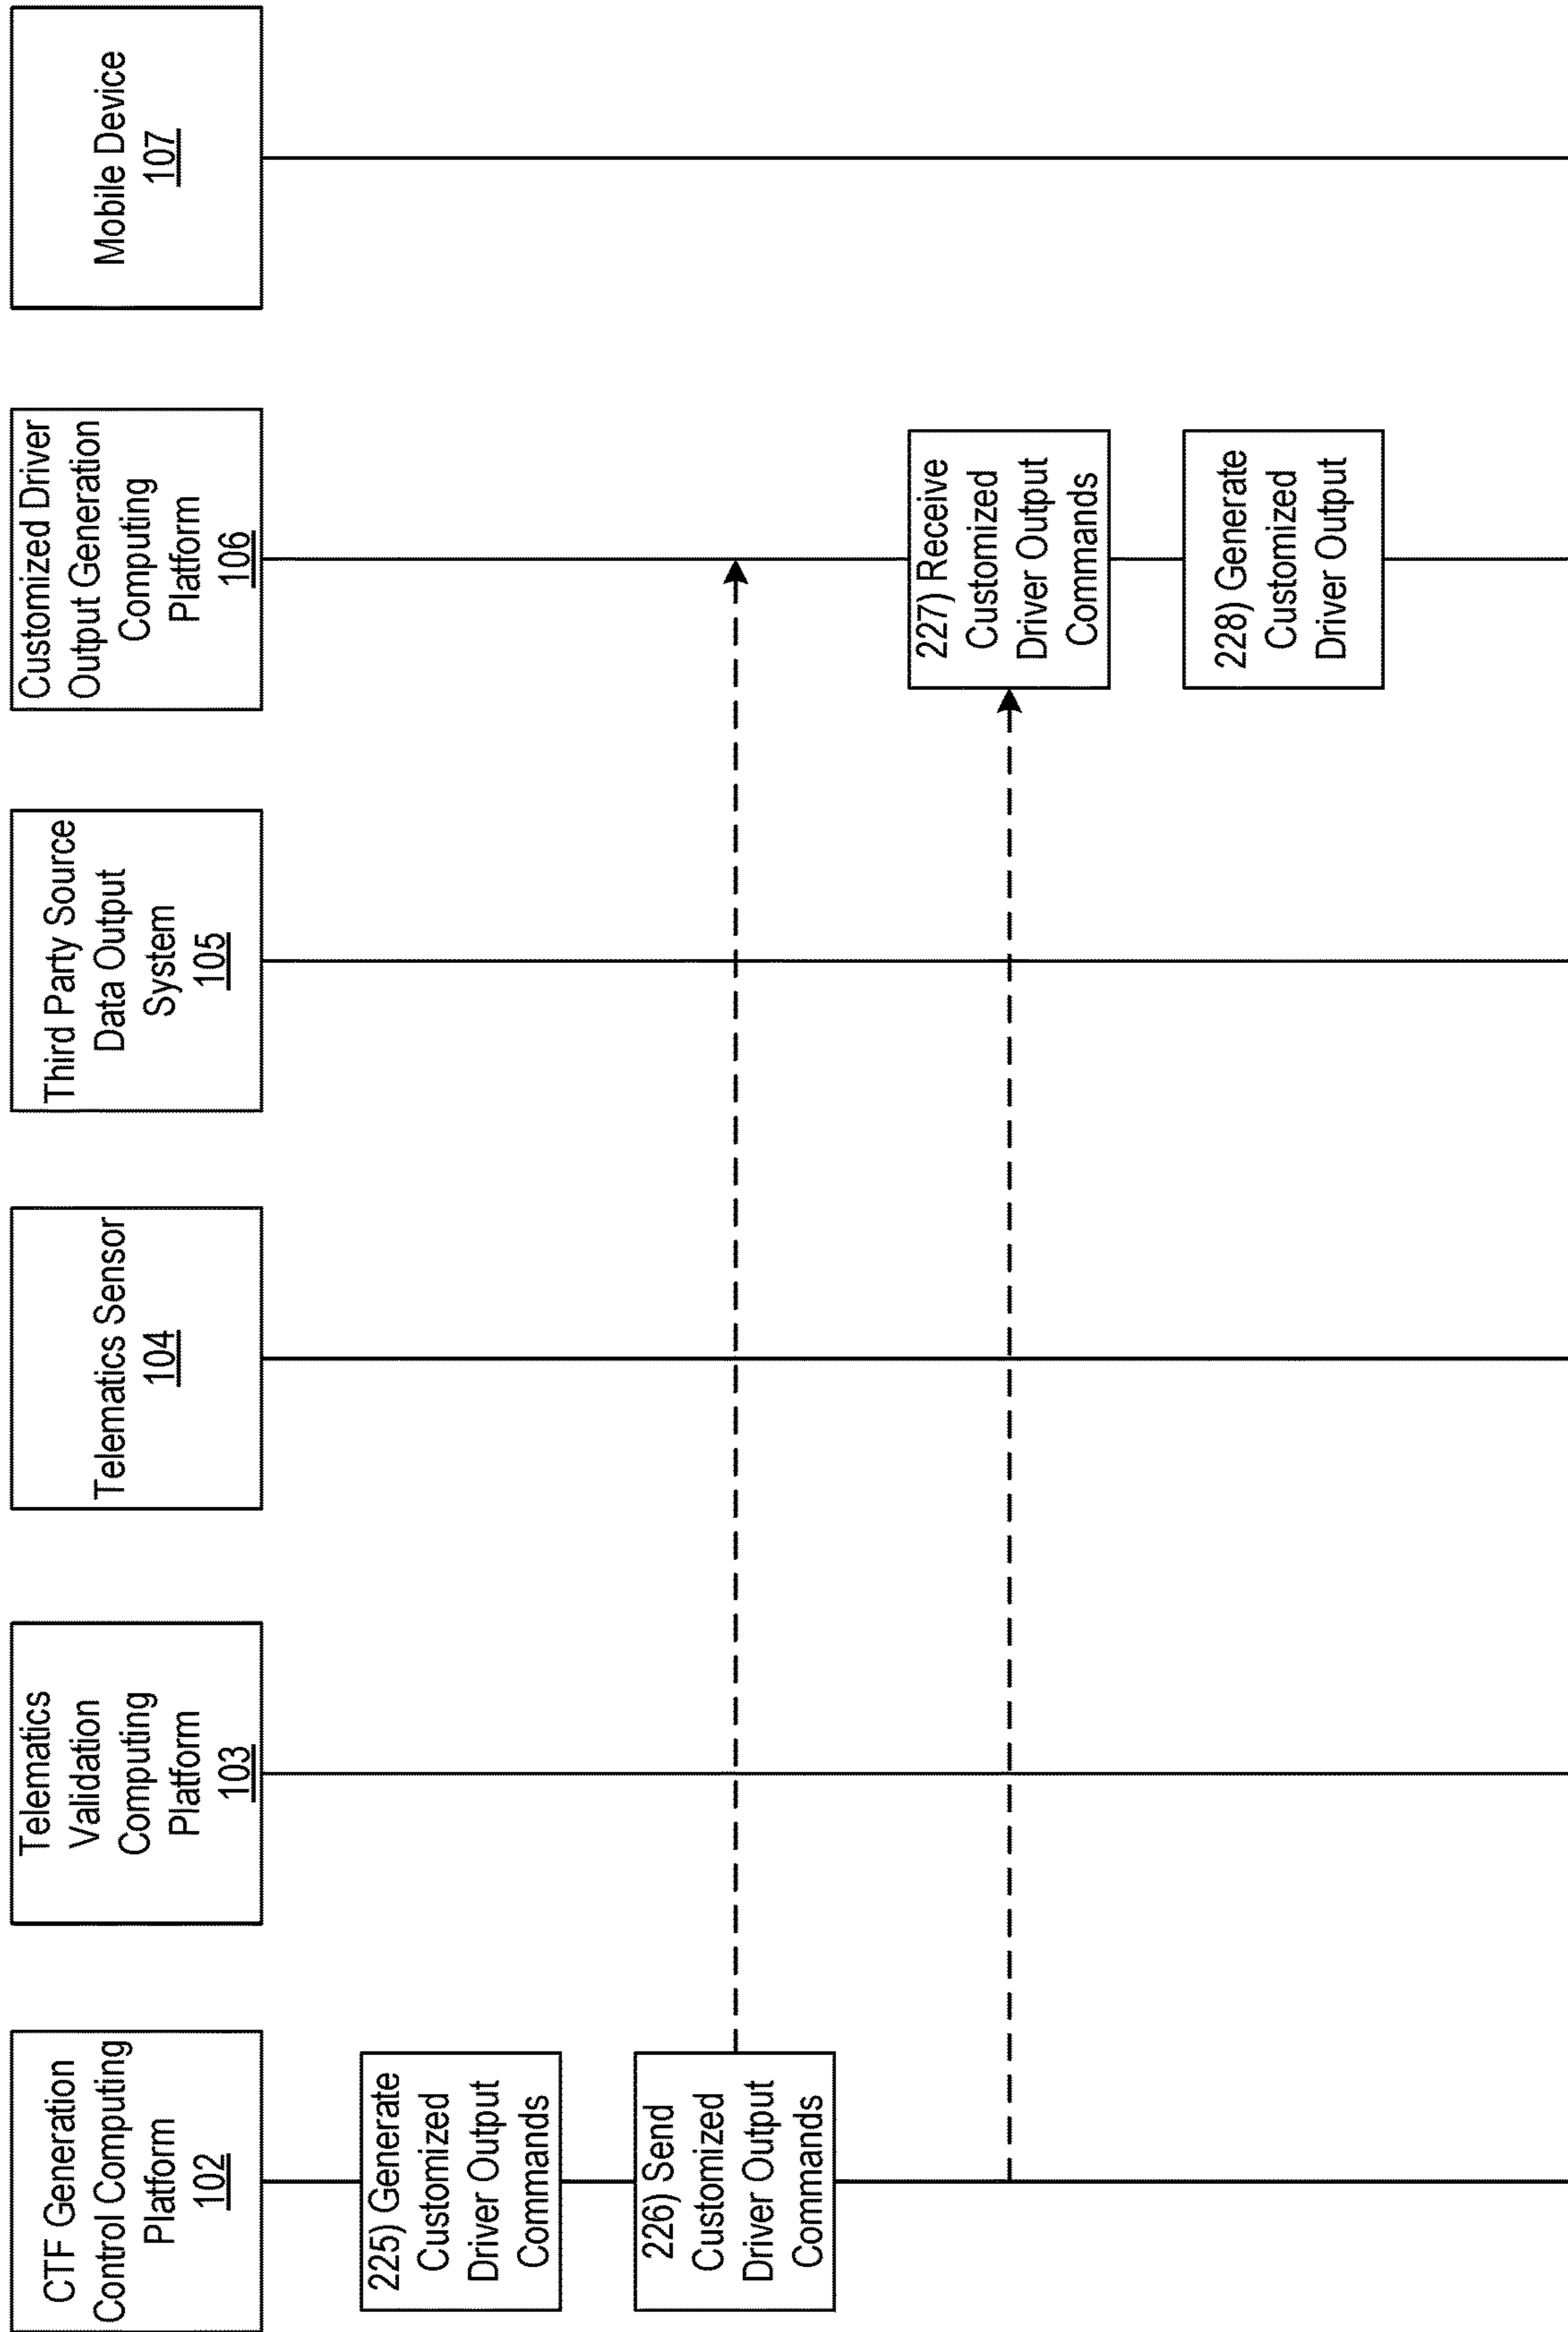 CTF Generation
Control Computing
Platform
102
Telematics
Validation
Computing
Platform
103
Telematics Sensor
104
Third Party Source
Data Output
System
105
Customized Driver
Output Generation
Computing
Platform
106
Mobile Device
107
225) Generate
Customized
Driver Output
Commands
226) Send
Customized
Driver Output
Commands
227) Receive
Customized
Driver Output
Commands
228) Generate
Customized
Driver Output